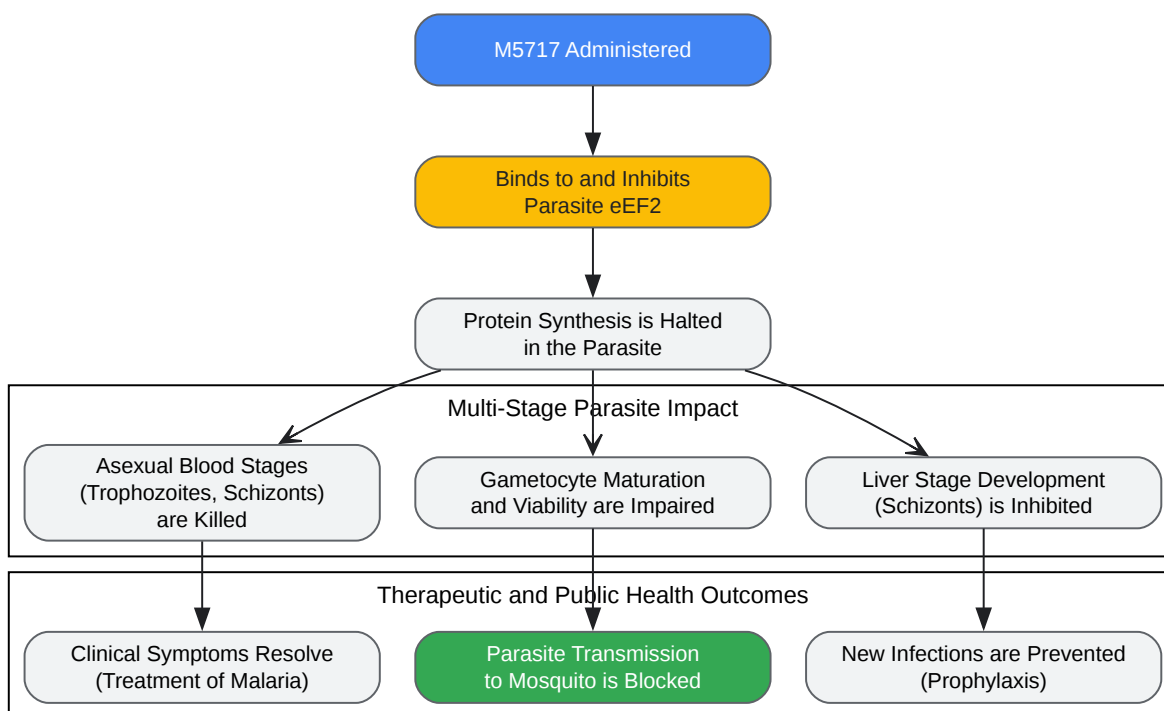 M5717 Administered
Binds to and Inhibits
Parasite eEF2
Protein Synthesis is Halted
in the Parasite
Multi-Stage Parasite Impact
Asexual Blood Stages
(Trophozoites, Schizonts)
are Killed
Gametocyte Maturation
and Viability are Impaired
Liver Stage Development
(Schizonts) is Inhibited
Therapeutic and Public Health Outcomes
Clinical Symptoms Resolve
(Treatment of Malaria)
Parasite Transmission
to Mosquito is Blocked
New Infections are Prevented
(Prophylaxis)